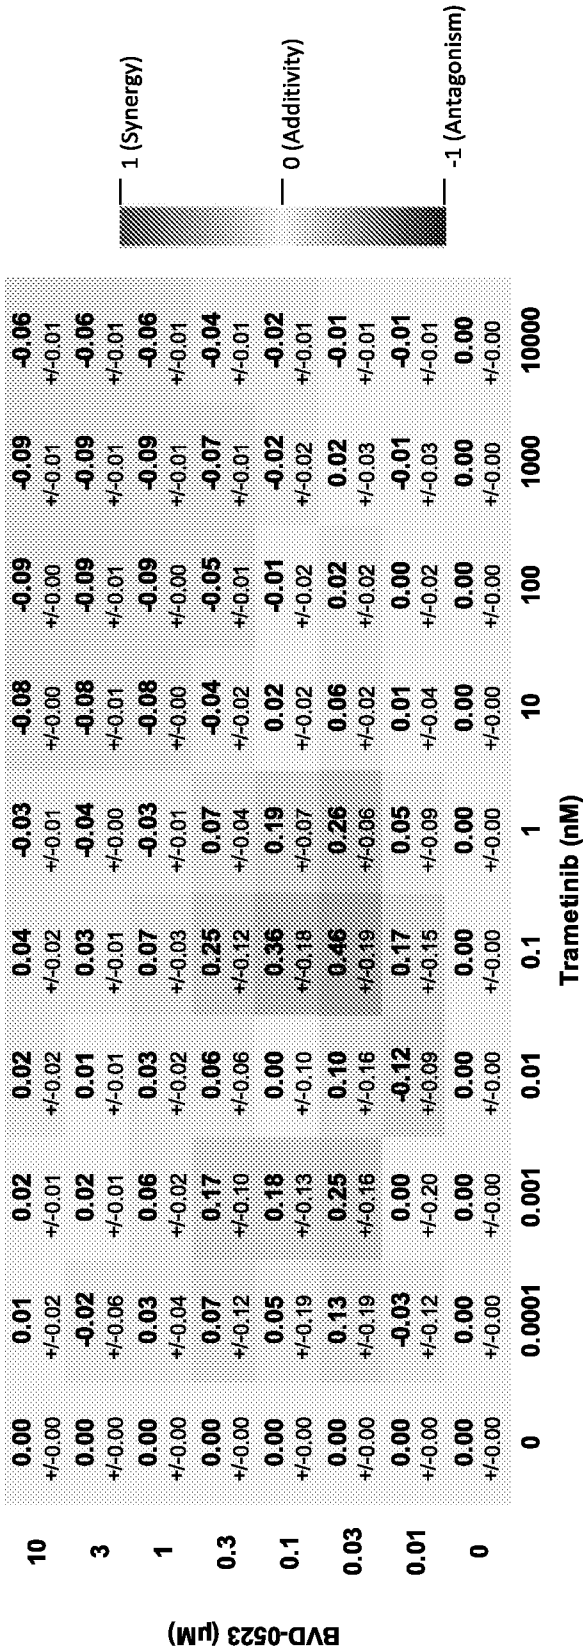 BVD-0523 (µM)
10 0.00 0.01 0.02 0.02 0.04 -0.03 -0.08 -0.09 -0.09 -0.06
+/-0.00 +/-0.02 +/-0.01 +/-0.02 +/-0.02 +/-0.01 +/-0.00 +/-0.00 +/-0.01 +/-0.01
3 0.00 -0.02 0.02 0.01 0.03 -0.04 -0.08 -0.09 -0.09 -0.06
+/-0.00 +/-0.06 +/-0.01 +/-0.01 +/-0.01 +/-0.00 +/-0.01 +/-0.01 +/-0.01 +/-0.01
1 0.00 0.03 0.06 0.03 0.07 -0.03 -0.08 -0.09 -0.09 -0.06
+/-0.00 +/-0.04 +/-0.02 +/-0.02 +/-0.03 +/-0.01 +/-0.00 +/-0.00 +/-0.01 +/-0.01
0.3 0.00 0.07 0.17 0.06 0.25 0.07 -0.04 -0.05 -0.07 -0.04
+/-0.00 +/-0.12 +/-0.10 +/-0.06 +/-0.12 +/-0.04 +/-0.02 +/-0.01 +/-0.01 +/-0.01
0.1 0.00 0.05 0.18 0.00 0.36 0.19 0.02 -0.01 -0.02 -0.02
+/-0.00 +/-0.19 +/-0.13 +/-0.10 +/-0.18 +/-0.07 +/-0.02 +/-0.02 +/-0.02 +/-0.01
0.03 0.00 0.13 0.25 0.10 0.46 0.26 0.06 0.02 0.02 -0.01
+/-0.00 +/-0.19 +/-0.16 +/-0.16 +/-0.19 +/-0.06 +/-0.02 +/-0.02 +/-0.03 +/-0.01
0.01 0.00 -0.03 0.00 -0.12 0.17 0.05 0.01 0.00 -0.01 -0.01
+/-0.00 +/-0.12 +/-0.20 +/-0.09 +/-0.15 +/-0.09 +/-0.04 +/-0.02 +/-0.03 +/-0.01
0 0.00 0.00 0.00 0.00 0.00 0.00 0.00 0.00 0.00 0.00
+/-0.00 +/-0.00 +/-0.00 +/-0.00 +/-0.00 +/-0.00 +/-0.00 +/-0.00 +/-0.00 +/-0.00
0 0.0001 0.001 0.01 0.1 1 10 100 1000 10000
Trametinib (nM)
1 (Synergy)
0 (Additivity)
-1 (Antagonism)